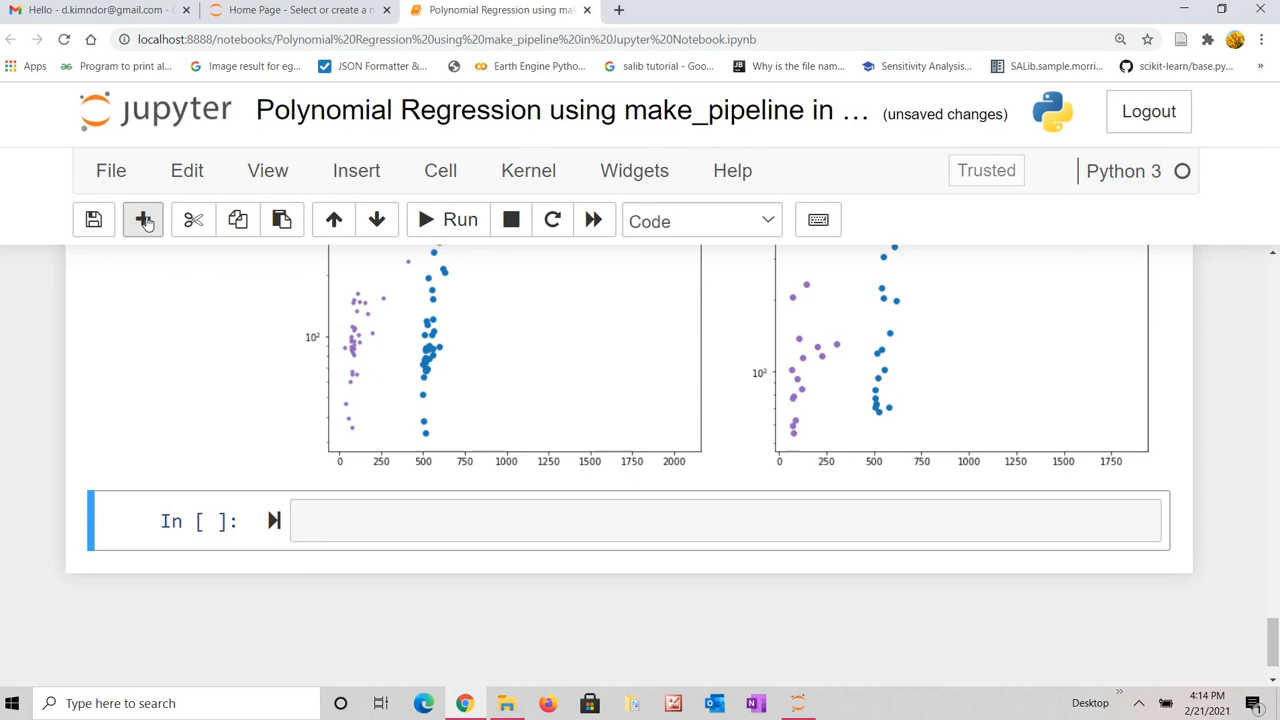 Hello - d.kimndor@gmail.com - G
Home Page - Select or create a n
Polynomial Regression using mak
localhost:8888/notebooks/Polynomial%20Regression%20using%20make_pipeline%20in%20Jupyter%20Notebook.ipynb
Apps
Program to print al...
Image result for eg...
JSON Formatter &...
Earth Engine Pytho...
salib tutorial - Goo...
Why is the file nam...
Sensitivity Analysis...
SALib.sample.morri...
scikit-learn/base.py...
»
jupyter
Polynomial Regression using make_pipeline in ...
(unsaved changes)
Logout
File
Edit
View
Insert
Cell
Kernel
Widgets
Help
Trusted
Python 3
Run
Code
10²
0 250 500 750 1000 1250 1500 1750 2000
10²
0 250 500 750 1000 1250 1500 1750
In [ ]:
Type here to search
Desktop
»
4:14 PM
2/21/2021
1